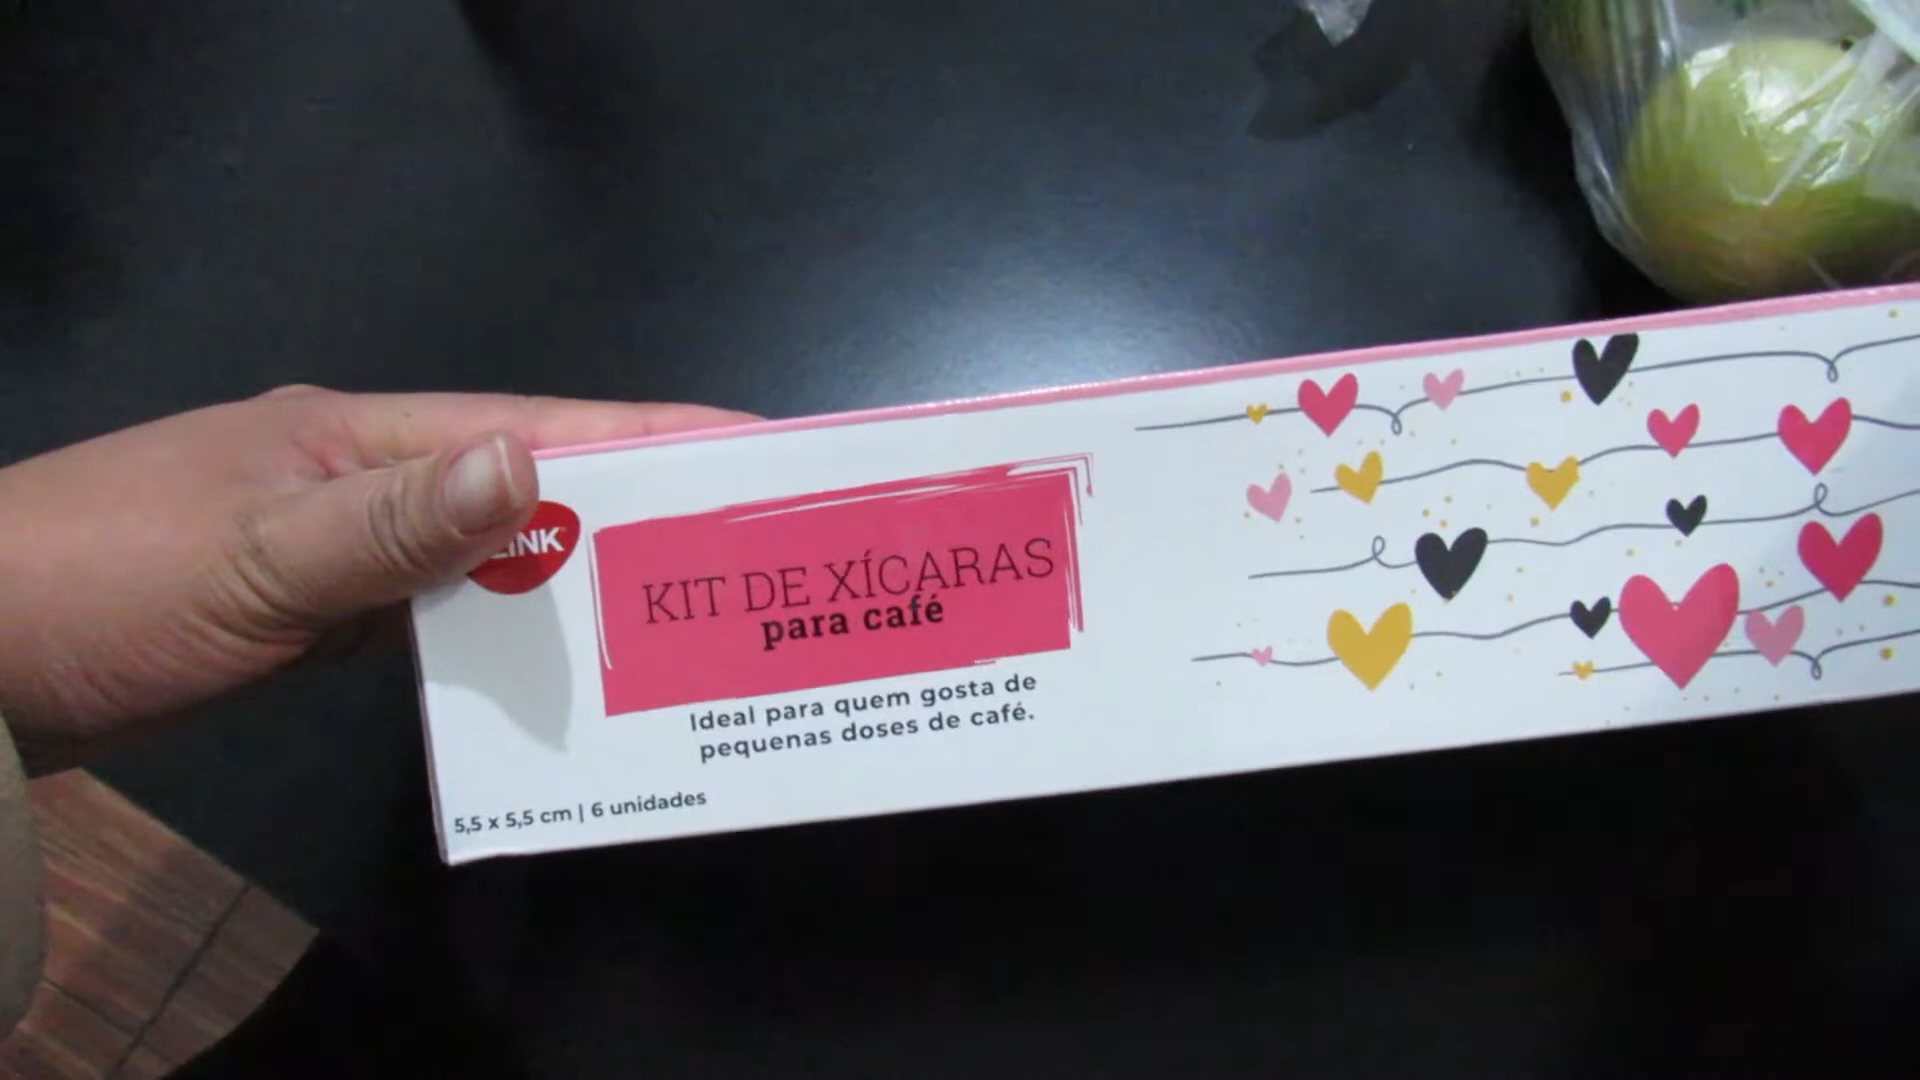 LINK
KIT DE XÍCARAS
para café
Ideal para quem gosta de
pequenas doses de café.
5,5 x 5,5 cm | 6 unidades